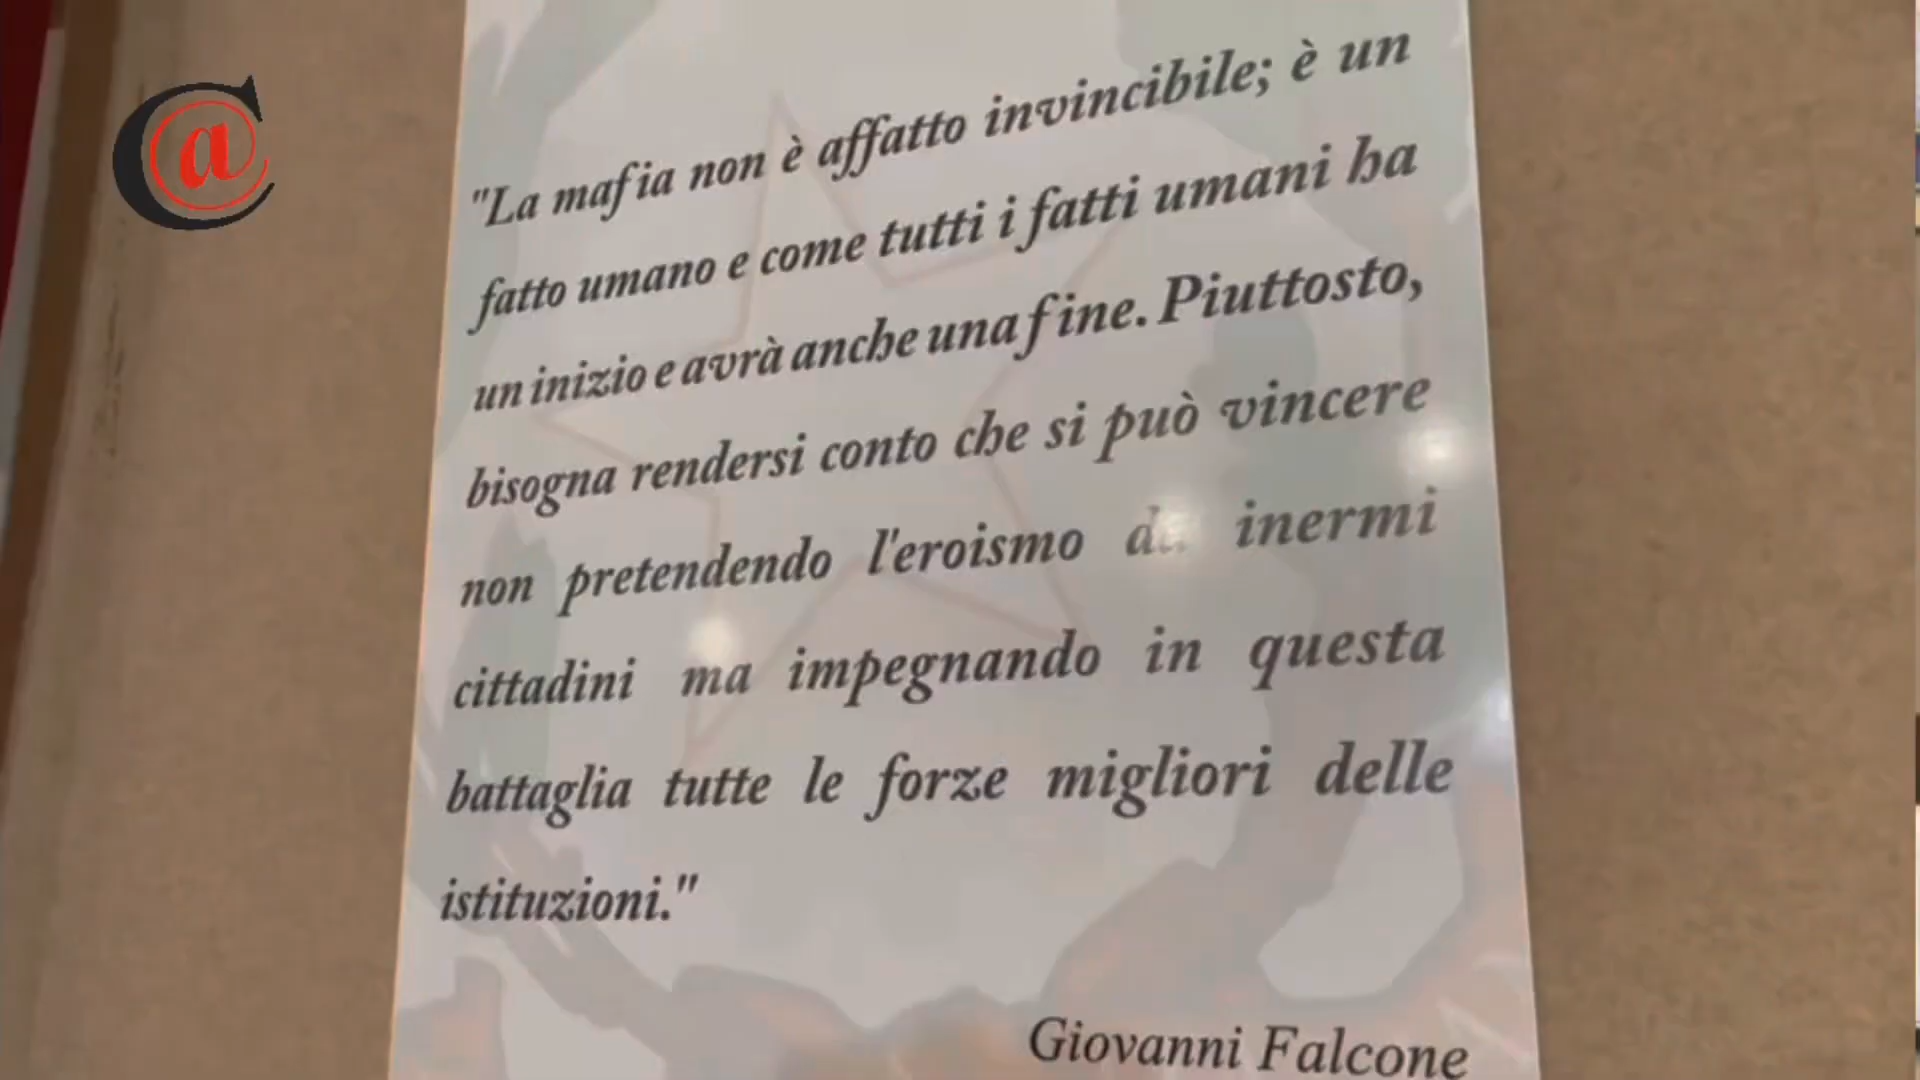 "La mafia non è affatto invincibile; è un
fatto umano e come tutti i fatti umani ha
un inizio e avrà anche una fine. Piuttosto,
bisogna rendersi conto che si può vincere
non pretendendo l'eroismo da inermi
cittadini ma impegnando in questa
battaglia tutte le forze migliori delle
istituzioni."
Giovanni Falcone
C@